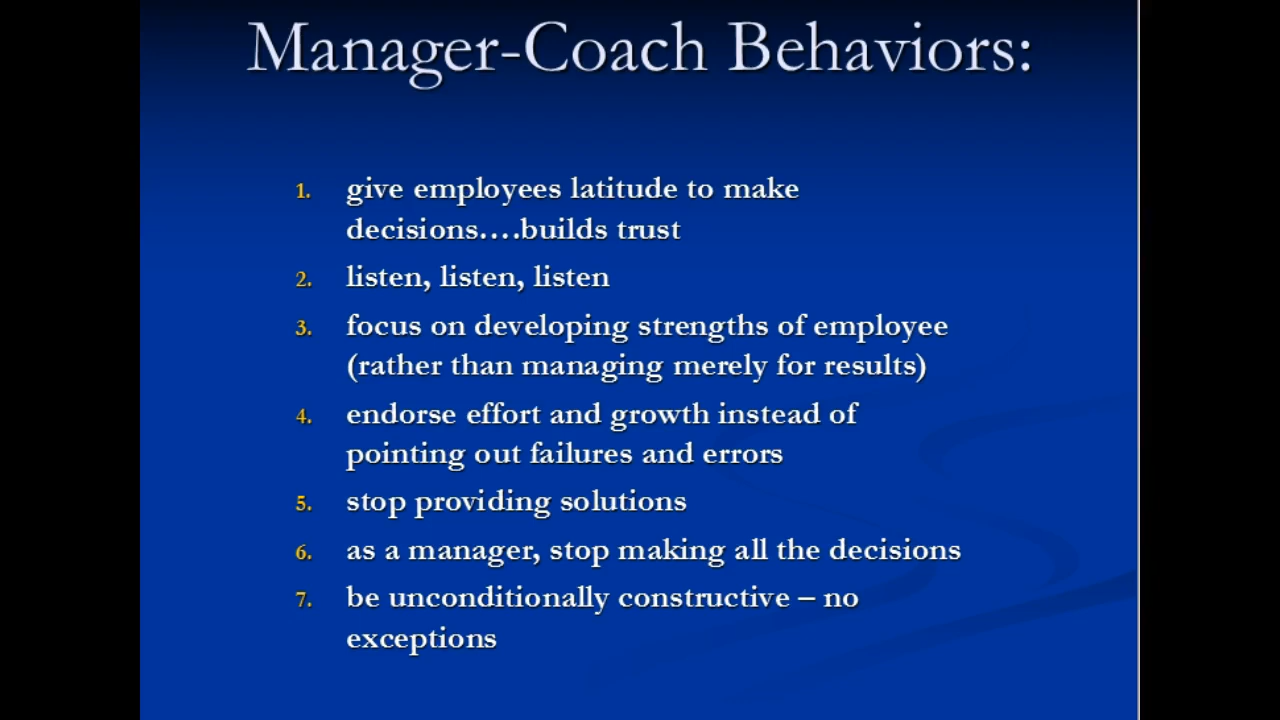 Manager-Coach Behaviors:
1. give employees latitude to make
decisions....builds trust
2. listen, listen, listen
3. focus on developing strengths of employee
(rather than managing merely for results)
4. endorse effort and growth instead of
pointing out failures and errors
5. stop providing solutions
6. as a manager, stop making all the decisions
7. be unconditionally constructive – no
exceptions